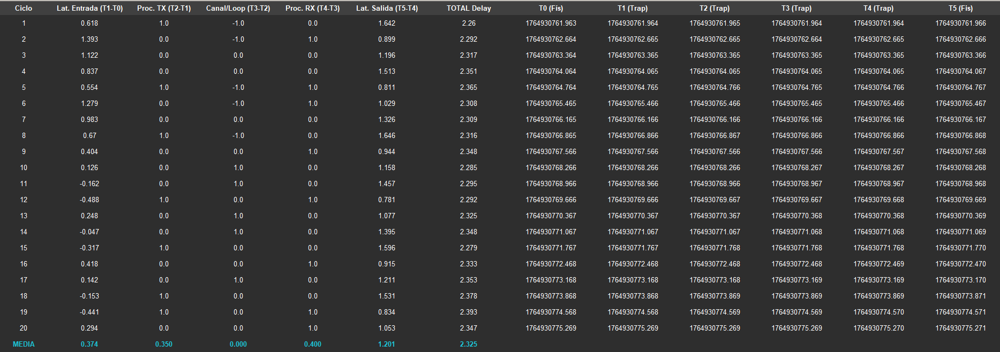 Ciclo Lat. Entrada (T1-T0) Proc. TX (T2-T1) Canal/Loop (T3-T2) Proc. RX (T4-T3) Lat. Salida (T5-T4) TOTAL Delay T0 (Fís) T1 (Trap) T2 (Trap) T3 (Trap) T4 (Trap) T5 (Fis)
1 0.618 1.0 -1.0 0.0 1.642 2.26 1764930761.963 1764930761.964 1764930761.965 1764930761.964 1764930761.964 1764930761.966
2 1.393 0.0 -1.0 1.0 0.899 2.292 1764930762.664 1764930762.665 1764930762.665 1764930762.664 1764930762.665 1764930762.666
3 1.122 0.0 0.0 0.0 1.196 2.317 1764930763.364 1764930763.365 1764930763.365 1764930763.365 1764930763.365 1764930763.366
4 0.837 0.0 0.0 0.0 1.513 2.351 1764930764.064 1764930764.065 1764930764.065 1764930764.065 1764930764.065 1764930764.067
5 0.554 1.0 -1.0 1.0 0.811 2.365 1764930764.764 1764930764.765 1764930764.766 1764930764.765 1764930764.766 1764930764.767
6 1.279 0.0 -1.0 1.0 1.029 2.308 1764930765.465 1764930765.466 1764930765.466 1764930765.465 1764930765.466 1764930765.467
7 0.983 0.0 0.0 0.0 1.326 2.309 1764930766.165 1764930766.166 1764930766.166 1764930766.166 1764930766.166 1764930766.167
8 0.67 1.0 -1.0 0.0 1.646 2.316 1764930766.865 1764930766.866 1764930766.867 1764930766.866 1764930766.866 1764930766.868
9 0.404 0.0 0.0 1.0 0.944 2.348 1764930767.566 1764930767.566 1764930767.566 1764930767.566 1764930767.567 1764930767.568
10 0.126 0.0 1.0 0.0 1.158 2.285 1764930768.266 1764930768.266 1764930768.266 1764930768.267 1764930768.267 1764930768.268
11 -0.162 0.0 1.0 0.0 1.457 2.295 1764930768.966 1764930768.966 1764930768.966 1764930768.967 1764930768.967 1764930768.968
12 -0.488 1.0 0.0 1.0 0.781 2.292 1764930769.666 1764930769.666 1764930769.667 1764930769.667 1764930769.668 1764930769.669
13 0.248 0.0 1.0 0.0 1.077 2.325 1764930770.367 1764930770.367 1764930770.367 1764930770.368 1764930770.368 1764930770.369
14 -0.047 0.0 1.0 0.0 1.395 2.348 1764930771.067 1764930771.067 1764930771.067 1764930771.068 1764930771.068 1764930771.069
15 -0.317 1.0 0.0 0.0 1.596 2.279 1764930771.767 1764930771.767 1764930771.768 1764930771.768 1764930771.768 1764930771.770
16 0.418 0.0 0.0 1.0 0.915 2.333 1764930772.468 1764930772.468 1764930772.468 1764930772.468 1764930772.469 1764930772.470
17 0.142 0.0 1.0 0.0 1.211 2.353 1764930773.168 1764930773.168 1764930773.168 1764930773.169 1764930773.169 1764930773.170
18 -0.153 1.0 0.0 0.0 1.531 2.378 1764930773.868 1764930773.868 1764930773.869 1764930773.869 1764930773.869 1764930773.871
19 -0.441 1.0 0.0 1.0 0.834 2.393 1764930774.568 1764930774.568 1764930774.569 1764930774.569 1764930774.570 1764930774.571
20 0.294 0.0 0.0 1.0 1.053 2.347 1764930775.269 1764930775.269 1764930775.269 1764930775.269 1764930775.270 1764930775.271
MEDIA 0.374 0.350 0.000 0.400 1.201 2.325